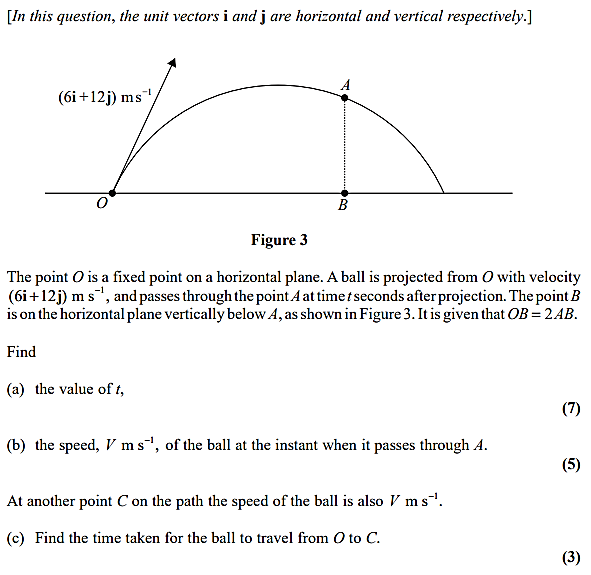 [In this question, the unit vectors i and j are horizontal and vertical respectively.]
(6i+12j) m s⁻¹
A
O
B
Figure 3
The point O is a fixed point on a horizontal plane. A ball is projected from O with velocity
(6i+12j) m s⁻¹, and passes through the point A at time t seconds after projection. The point B
is on the horizontal plane vertically below A, as shown in Figure 3. It is given that OB = 2AB.
Find
(a) the value of t,
(7)
(b) the speed, V m s⁻¹, of the ball at the instant when it passes through A.
(5)
At another point C on the path the speed of the ball is also V m s⁻¹.
(c) Find the time taken for the ball to travel from O to C.
(3)